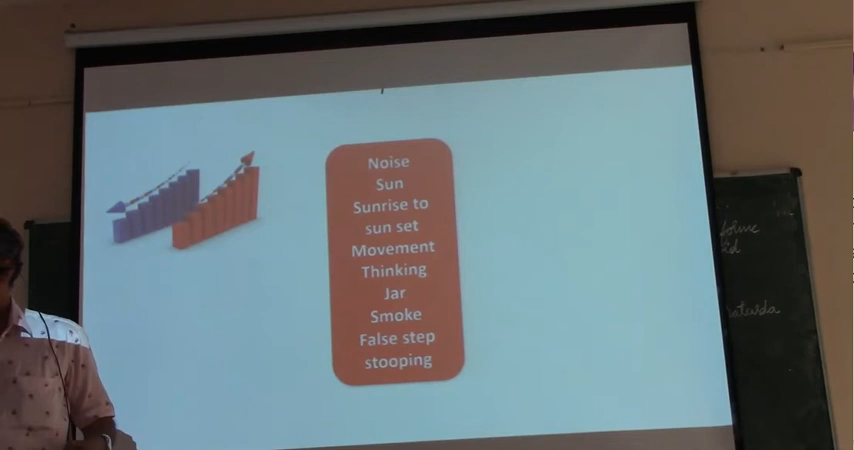 Noise
Sun
Sunrise to
sun set
Movement
Thinking
Jar
Smoke
False step
stooping